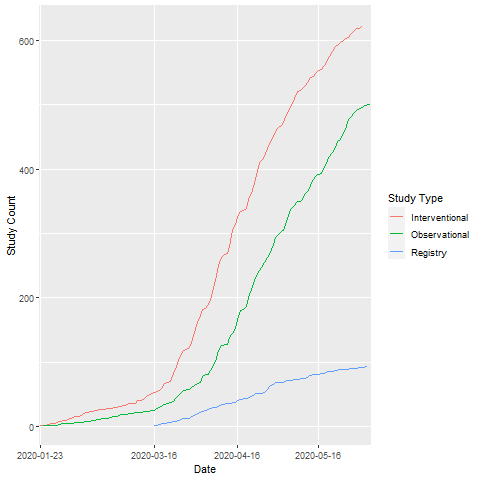 600
400
200
0
Study Count
2020-01-23
2020-03-16
2020-04-16
2020-05-16
Date
Study Type
Interventional
Observational
Registry